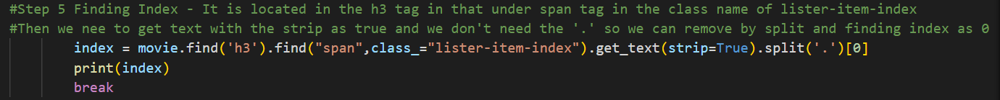 #Step 5 Finding Index - It is located in the h3 tag in that under span tag in the class name of lister-item-index
#Then we nee to get text with the strip as true and we don't need the '.' so we can remove by split and finding index as 0
index = movie.find('h3').find("span",class_="lister-item-index").get_text(strip=True).split('.')[0]
print(index)
break